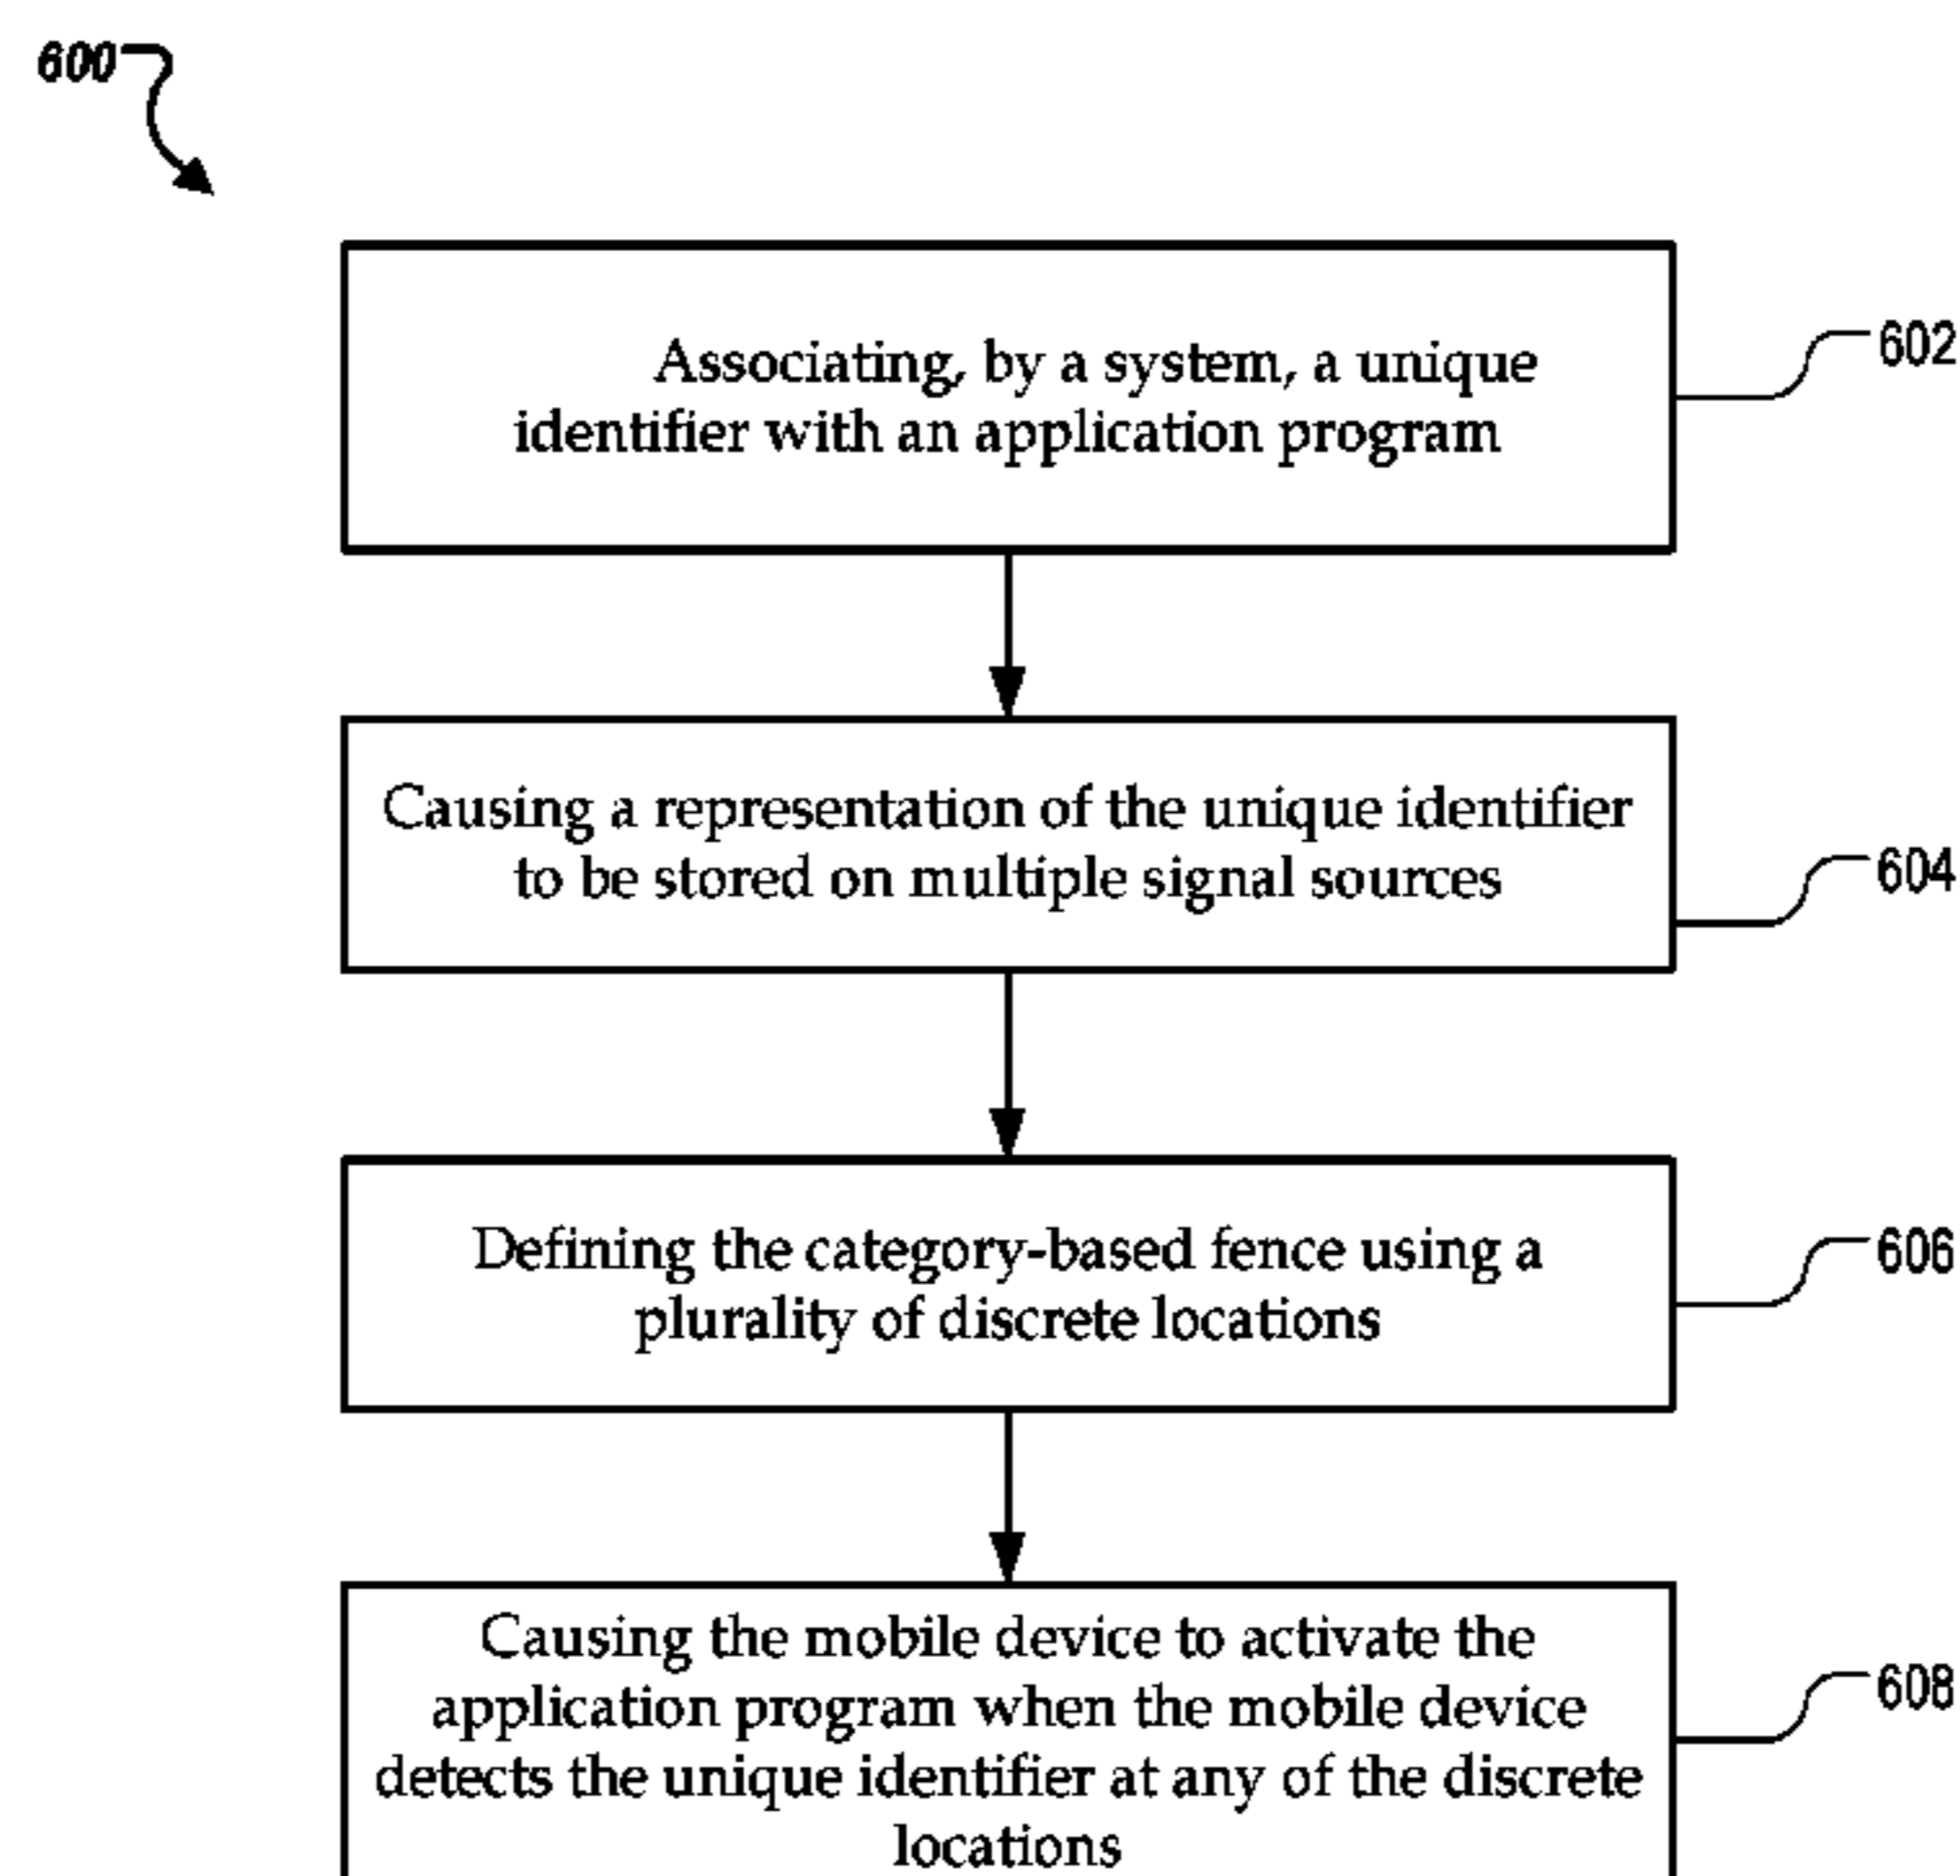 600
Associating, by a system, a unique
identifier with an application program
602
Causing a representation of the unique identifier
to be stored on multiple signal sources
604
Defining the category-based fence using a
plurality of discrete locations
606
Causing the mobile device to activate the
application program when the mobile device
detects the unique identifier at any of the discrete
locations
608